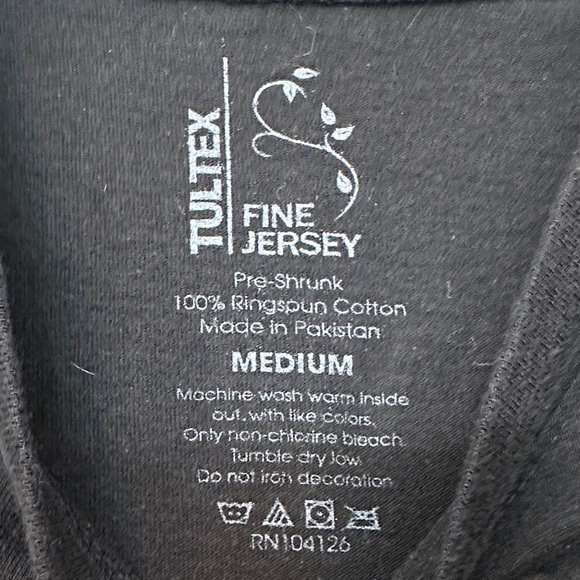 TULTEX
FINE
JERSEY
Pre-Shrunk
100% Ringspun Cotton
Made in Pakistan
MEDIUM
Machine wash warm inside
out, with like colors.
Only non-chlorine bleach.
Tumble dry low.
Do not iron decoration
RN104126